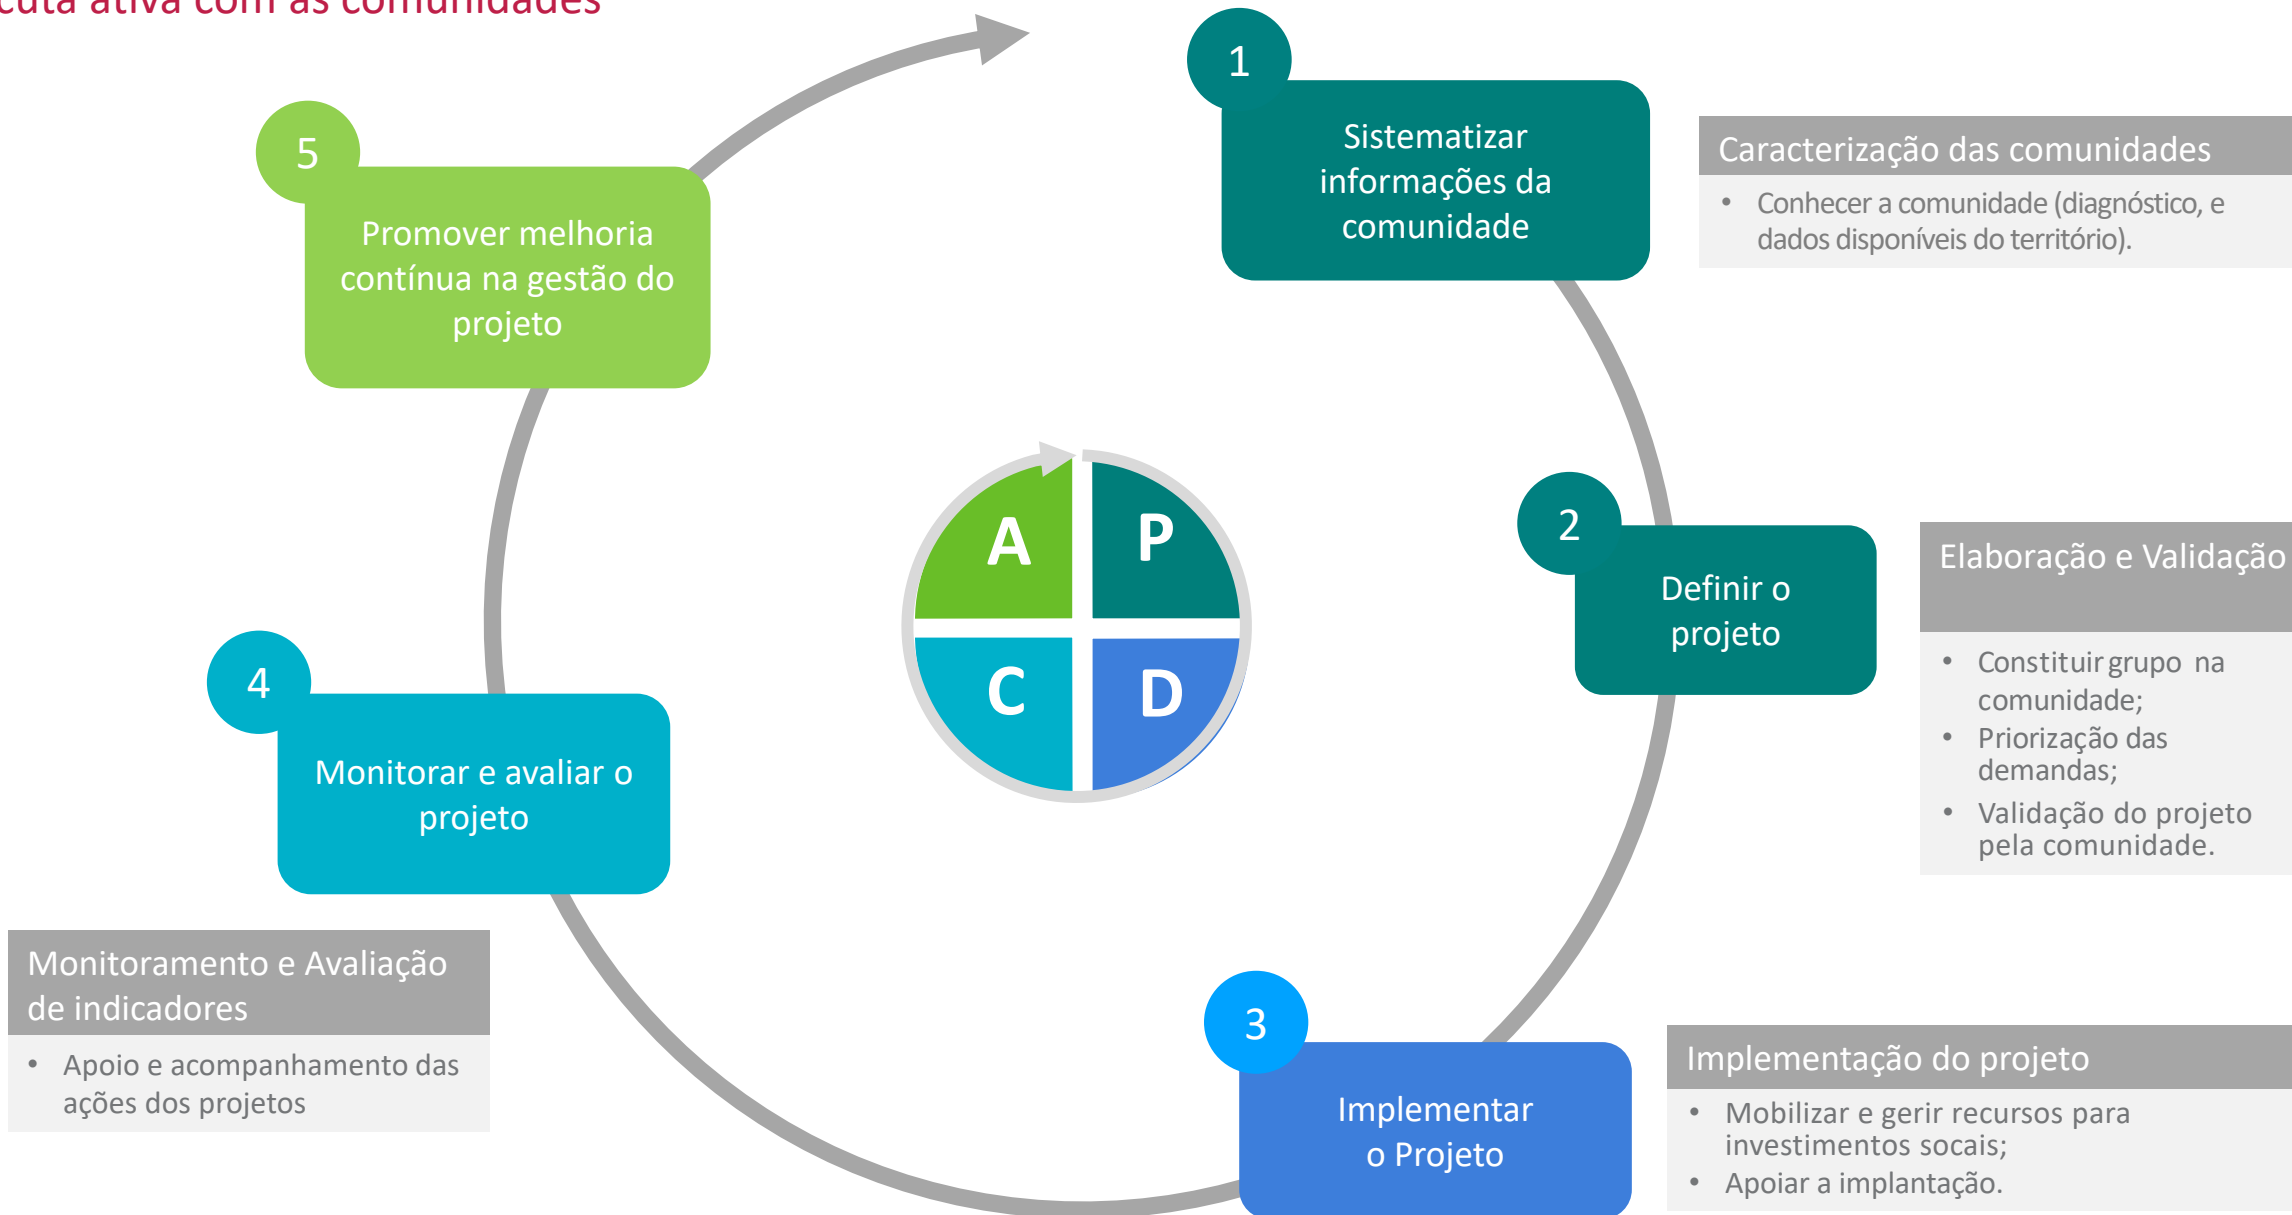 cuta ativa com as comunidades
1
Sistematizar
informações da
comunidade
Caracterização das comunidades
• Conhecer a comunidade (diagnóstico, e
dados disponíveis do território).
2
Definir o
projeto
Elaboração e Validação
• Constituir grupo na
comunidade;
• Priorização das
demandas;
• Validação do projeto
pela comunidade.
3
Implementar
o Projeto
Implementação do projeto
• Mobilizar e gerir recursos para
investimentos socais;
• Apoiar a implantação.
4
Monitorar e avaliar o
projeto
Monitoramento e Avaliação
de indicadores
• Apoio e acompanhamento das
ações dos projetos
5
Promover melhoria
contínua na gestão do
projeto
A
P
C
D